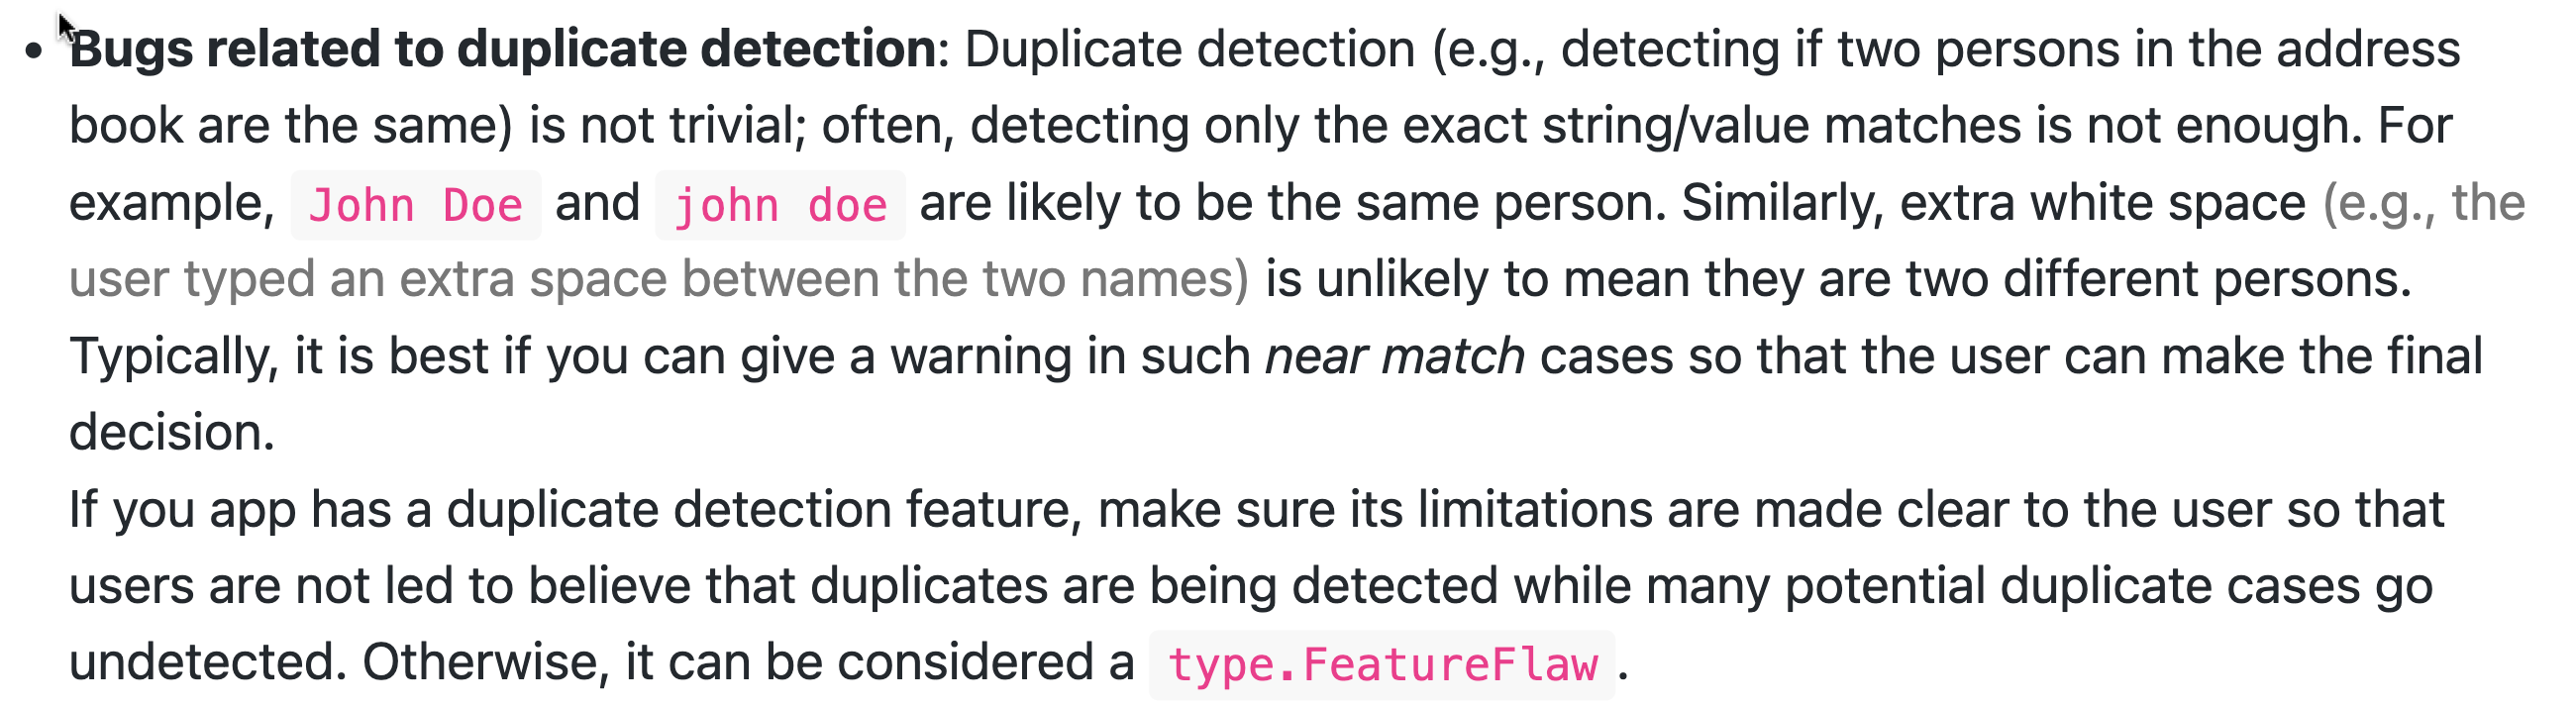 • Bugs related to duplicate detection: Duplicate detection (e.g., detecting if two persons in the address
book are the same) is not trivial; often, detecting only the exact string/value matches is not enough. For
example, John Doe and john doe are likely to be the same person. Similarly, extra white space (e.g., the
user typed an extra space between the two names) is unlikely to mean they are two different persons.
Typically, it is best if you can give a warning in such near match cases so that the user can make the final
decision.
If you app has a duplicate detection feature, make sure its limitations are made clear to the user so that
users are not led to believe that duplicates are being detected while many potential duplicate cases go
undetected. Otherwise, it can be considered a type.FeatureFlaw.